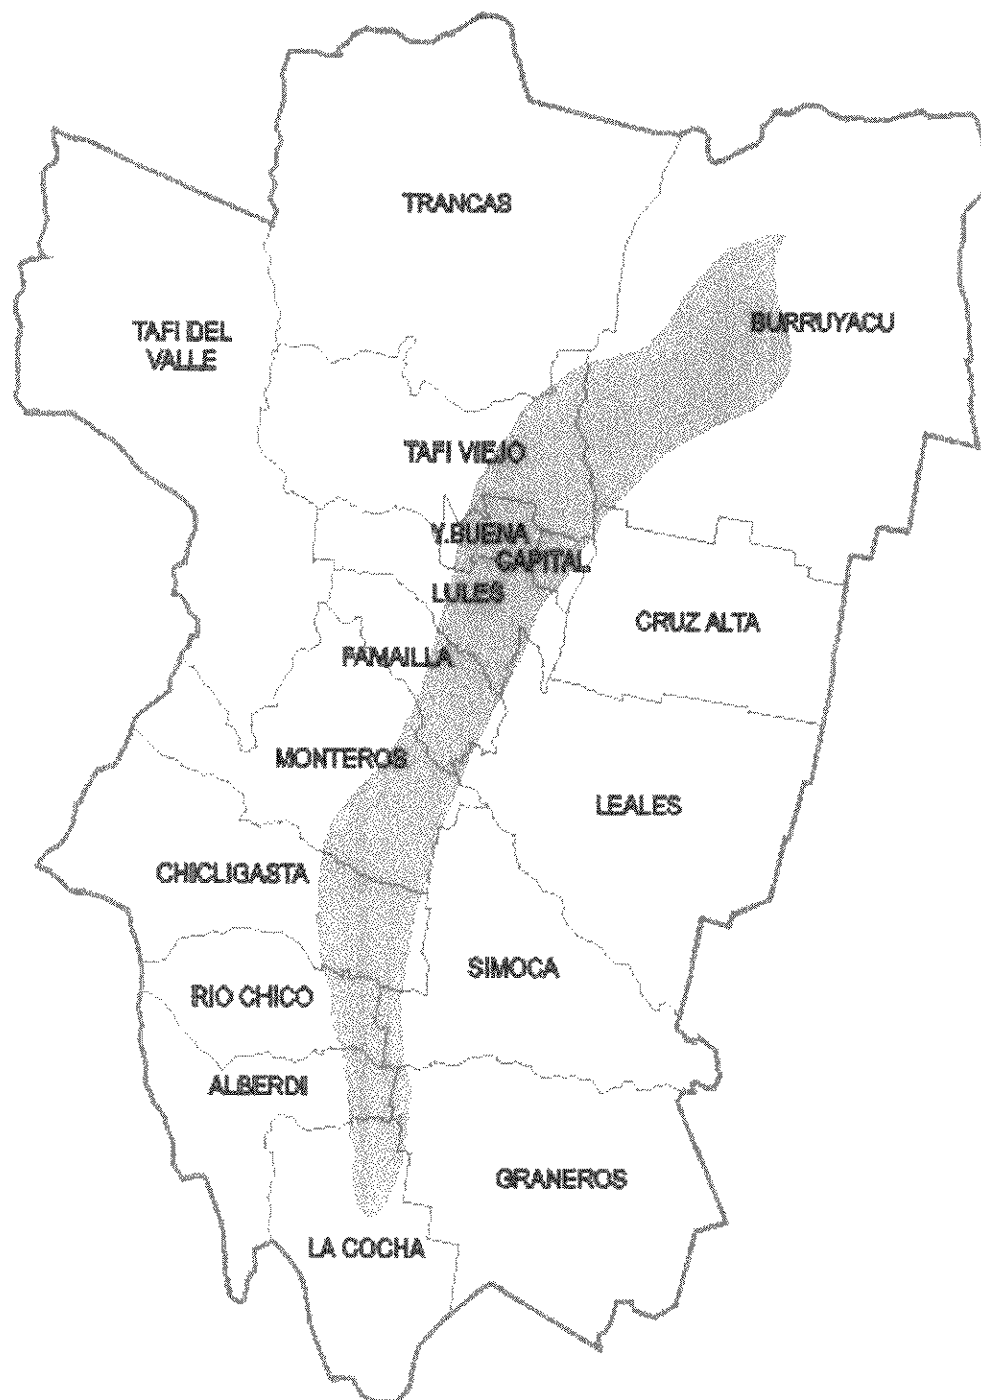 TRANCAS
TAFI DEL
VALLE
BURRUYACU
TAFI VIEJO
Y.BUENA
CAPITAL
LULES
CRUZ ALTA
FAMAILLA
MONTEROS
LEALES
CHICLIGASTA
SIMOCA
RIO CHICO
ALBERDI
GRANEROS
LA COCHA